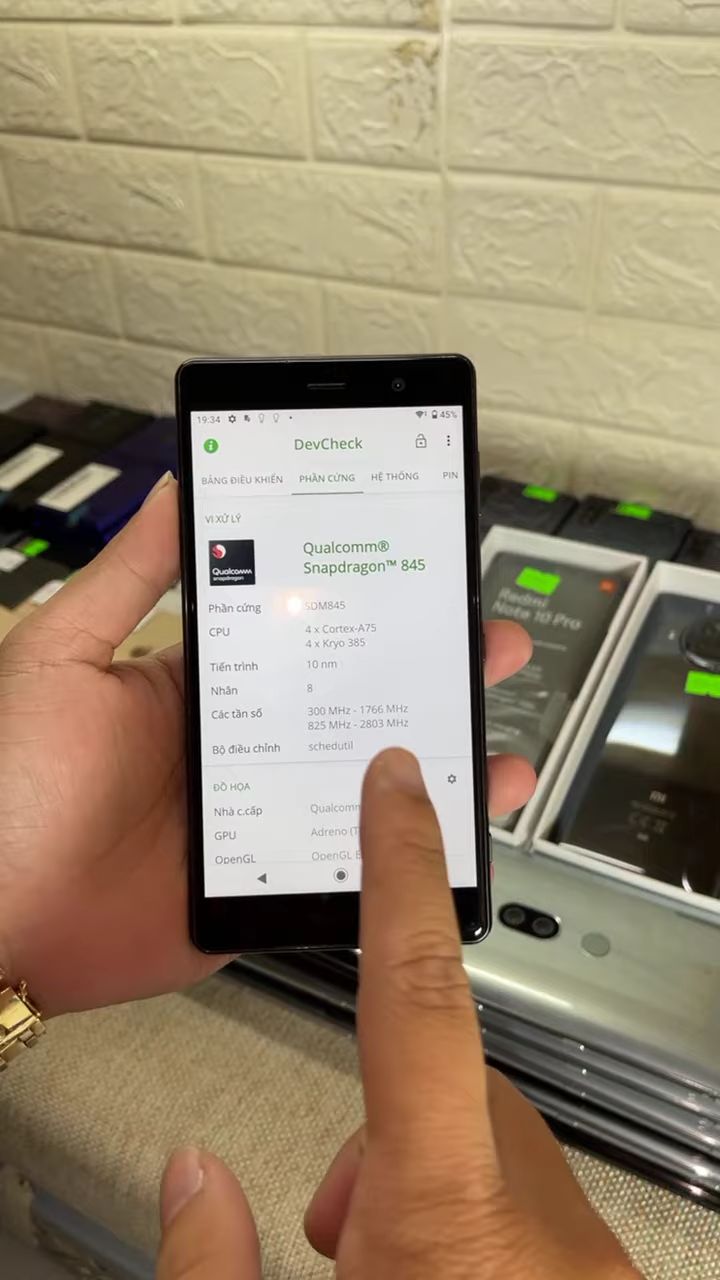 19:34
45%
DevCheck
BẢNG ĐIỀU KHIỂN PHẦN CỨNG HỆ THỐNG PIN
VI XỬ LÝ
Qualcomm snapdragon
Qualcomm®
Snapdragon™ 845
Phần cứng SDM845
CPU 4 x Cortex-A75
4 x Kryo 385
Tiến trình 10 nm
Nhân 8
Các tần số 300 MHz - 1766 MHz
825 MHz - 2803 MHz
Bộ điều chỉnh schedutil
ĐỒ HỌA
Nhà c.cấp Qualcomm
GPU Adreno (T
OpenGL OpenGL E
Redmi
Note 10 Pro